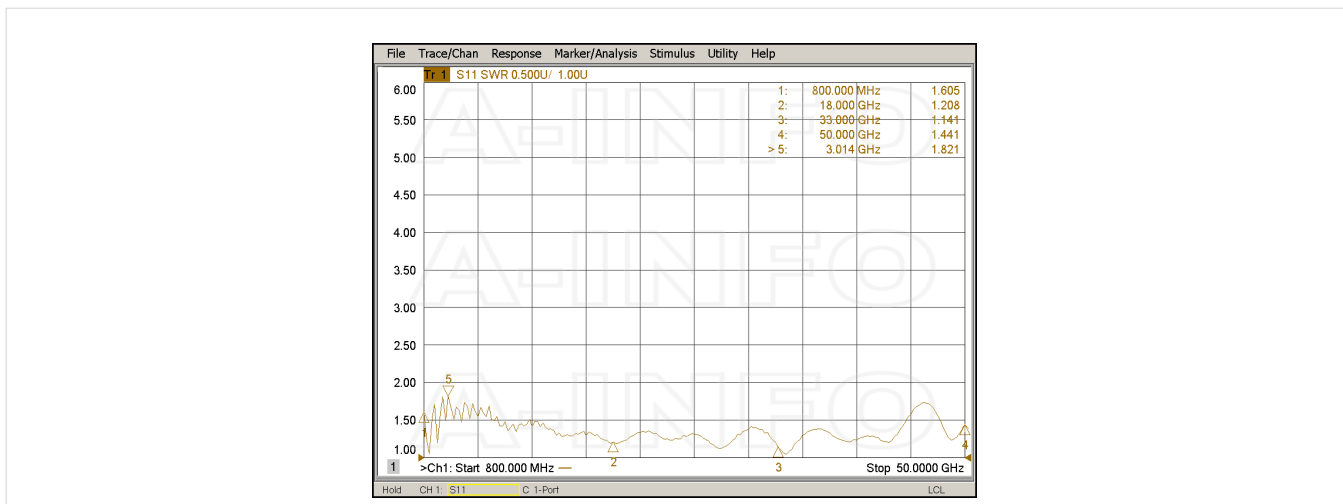 File Trace/Chan Response Marker/Analysis Stimulus Utility Help
Tr 1 S11 SWR 0.500U/ 1.00U
6.00
5.50
5.00
4.50
4.00
3.50
3.00
2.50
2.00
1.50
1.00
1: 800.000 MHz 1.605
2: 18.000 GHz 1.208
3: 33.000 GHz 1.141
4: 50.000 GHz 1.441
> 5: 3.014 GHz 1.821
A-INFO
A-INFO
A-INFO
5
1
2
3
4
1 >Ch1: Start 800.000 MHz — Stop 50.0000 GHz
Hold CH 1: S11 C 1-Port LCL